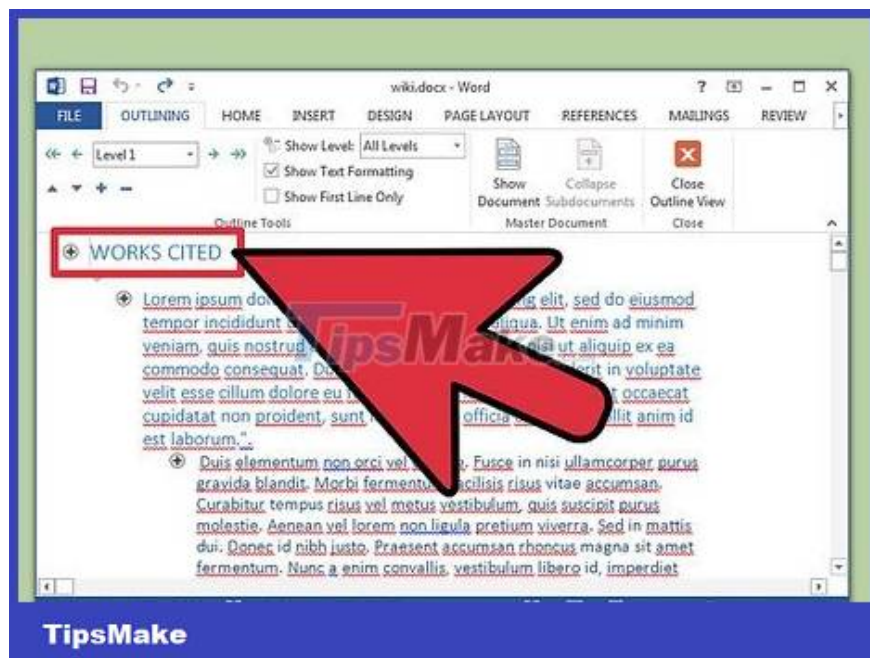 wiki.docx - Word
FILE OUTLINING HOME INSERT DESIGN PAGE LAYOUT REFERENCES MAILINGS REVIEW
Level 1
Show Level: All Levels
Show Text Formatting
Show First Line Only
Show Document
Collapse Subdocuments
Close Outline View
Outline Tools
Master Document
Close
WORKS CITED
Lorem ipsum elit, sed do eiusmod
tempor incididunt aliqua. Ut enim ad minim
veniam, quis nostrud nisi ut aliquip ex ea
commodo consequat. in voluptate
velit esse cillum dolore eu occaecat
cupidatat non proident, sunt officia anim id
est laborum.".
Duis elementum non orci vel Fusce in nisi ullamcorper purus
gravida blandit. Morbi risus vitae accumsan.
Curabitur tempus risus vel metus vestibulum, quis suscipit purus
molestie. Aenean vel lorem non ligula pretium viverra. Sed in mattis
dui. Donec id nibh justo. Praesent accumsan rhoncus magna sit amet
fermentum. Nunc a enim convallis, vestibulum libero id, imperdiet
TipsMake
TipsMake